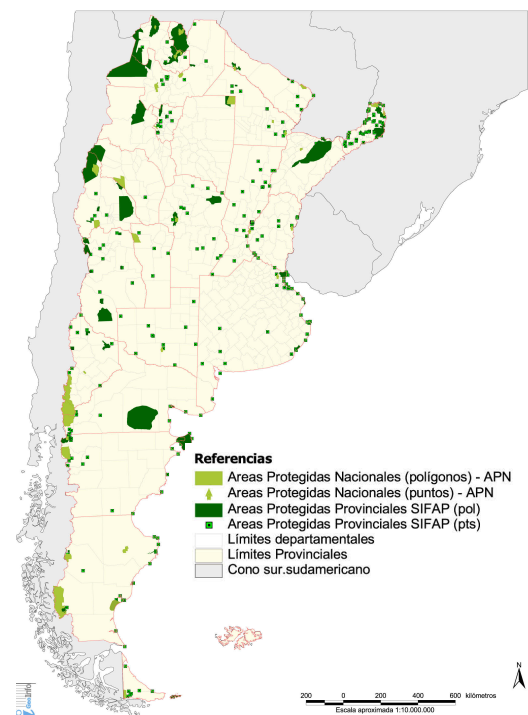 Referencias
Areas Protegidas Nacionales (polígonos) - APN
Areas Protegidas Nacionales (puntos) - APN
Areas Protegidas Provinciales SIFAP (pol)
Areas Protegidas Provinciales SIFAP (pts)
Límites departamentales
Límites Provinciales
Cono sur.sudamericano
N
200 0 200 400 600 kilómetros
Escala aproximada 1:10.000.000